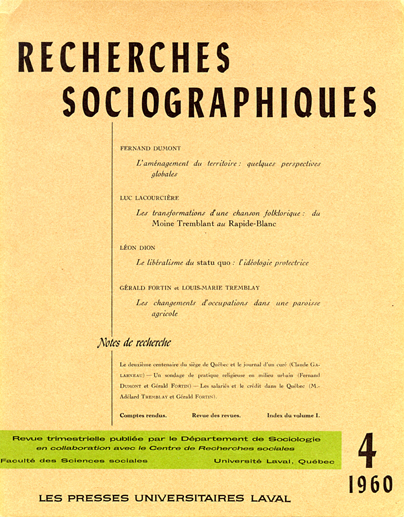 RECHERCHES
SOCIOGRAPHIQUES
FERNAND DUMONT
L'aménagement du territoire : quelques perspectives
globales
LUC LACOURCIÈRE
Les transformations d'une chanson folklorique : du
Moine Tremblant au Rapide-Blanc
LÉON DION
Le libéralisme du statu quo : l'idéologie protectrice
GÉRALD FORTIN et LOUIS-MARIE TREMBLAY
Les changements d'occupations dans une paroisse
agricole
Notes de recherche
Le deuxième centenaire du siège de Québec et le journal d'un curé (Claude GA-
LARNEAU) — Un sondage de pratique religieuse en milieu urbain (Fernand
DUMONT et Gérald FORTIN) — Les salariés et le crédit dans le Québec (M.-
Adélard TREMBLAY et Gérald FORTIN).
Comptes rendus. Revue des revues. Index du volume I.
Revue trimestrielle publiée par le Département de Sociologie
en collaboration avec le Centre de Recherches sociales
Faculté des Sciences sociales Université Laval, Québec
4
1960
LES PRESSES UNIVERSITAIRES LAVAL